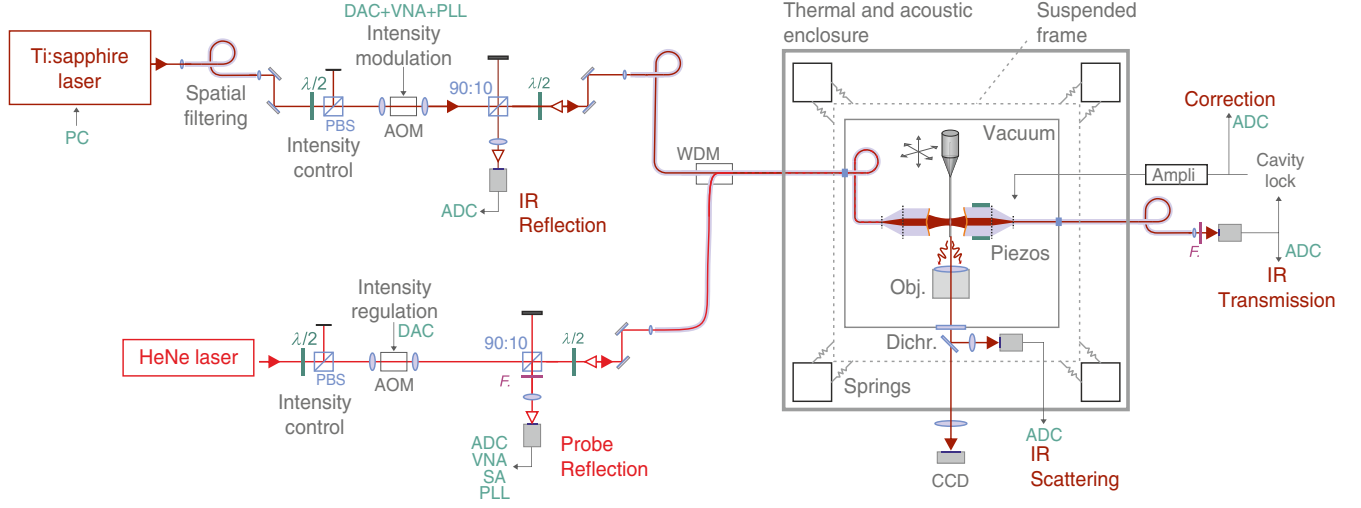 DAC+VNA+PLL
Intensity
modulation
Ti:sapphire
laser
PC
Spatial
filtering
λ/2
PBS
Intensity
control
AOM
90:10
λ/2
ADC
IR
Reflection
WDM
HeNe laser
λ/2
PBS
Intensity
control
Intensity
regulation
DAC
AOM
90:10
F.
λ/2
ADC
VNA
SA
PLL
Probe
Reflection
Thermal and acoustic
enclosure
Suspended
frame
Vacuum
Piezos
Obj.
Dichr.
Springs
CCD
ADC
IR
Scattering
Correction
ADC
Ampli
Cavity
lock
F.
ADC
IR
Transmission